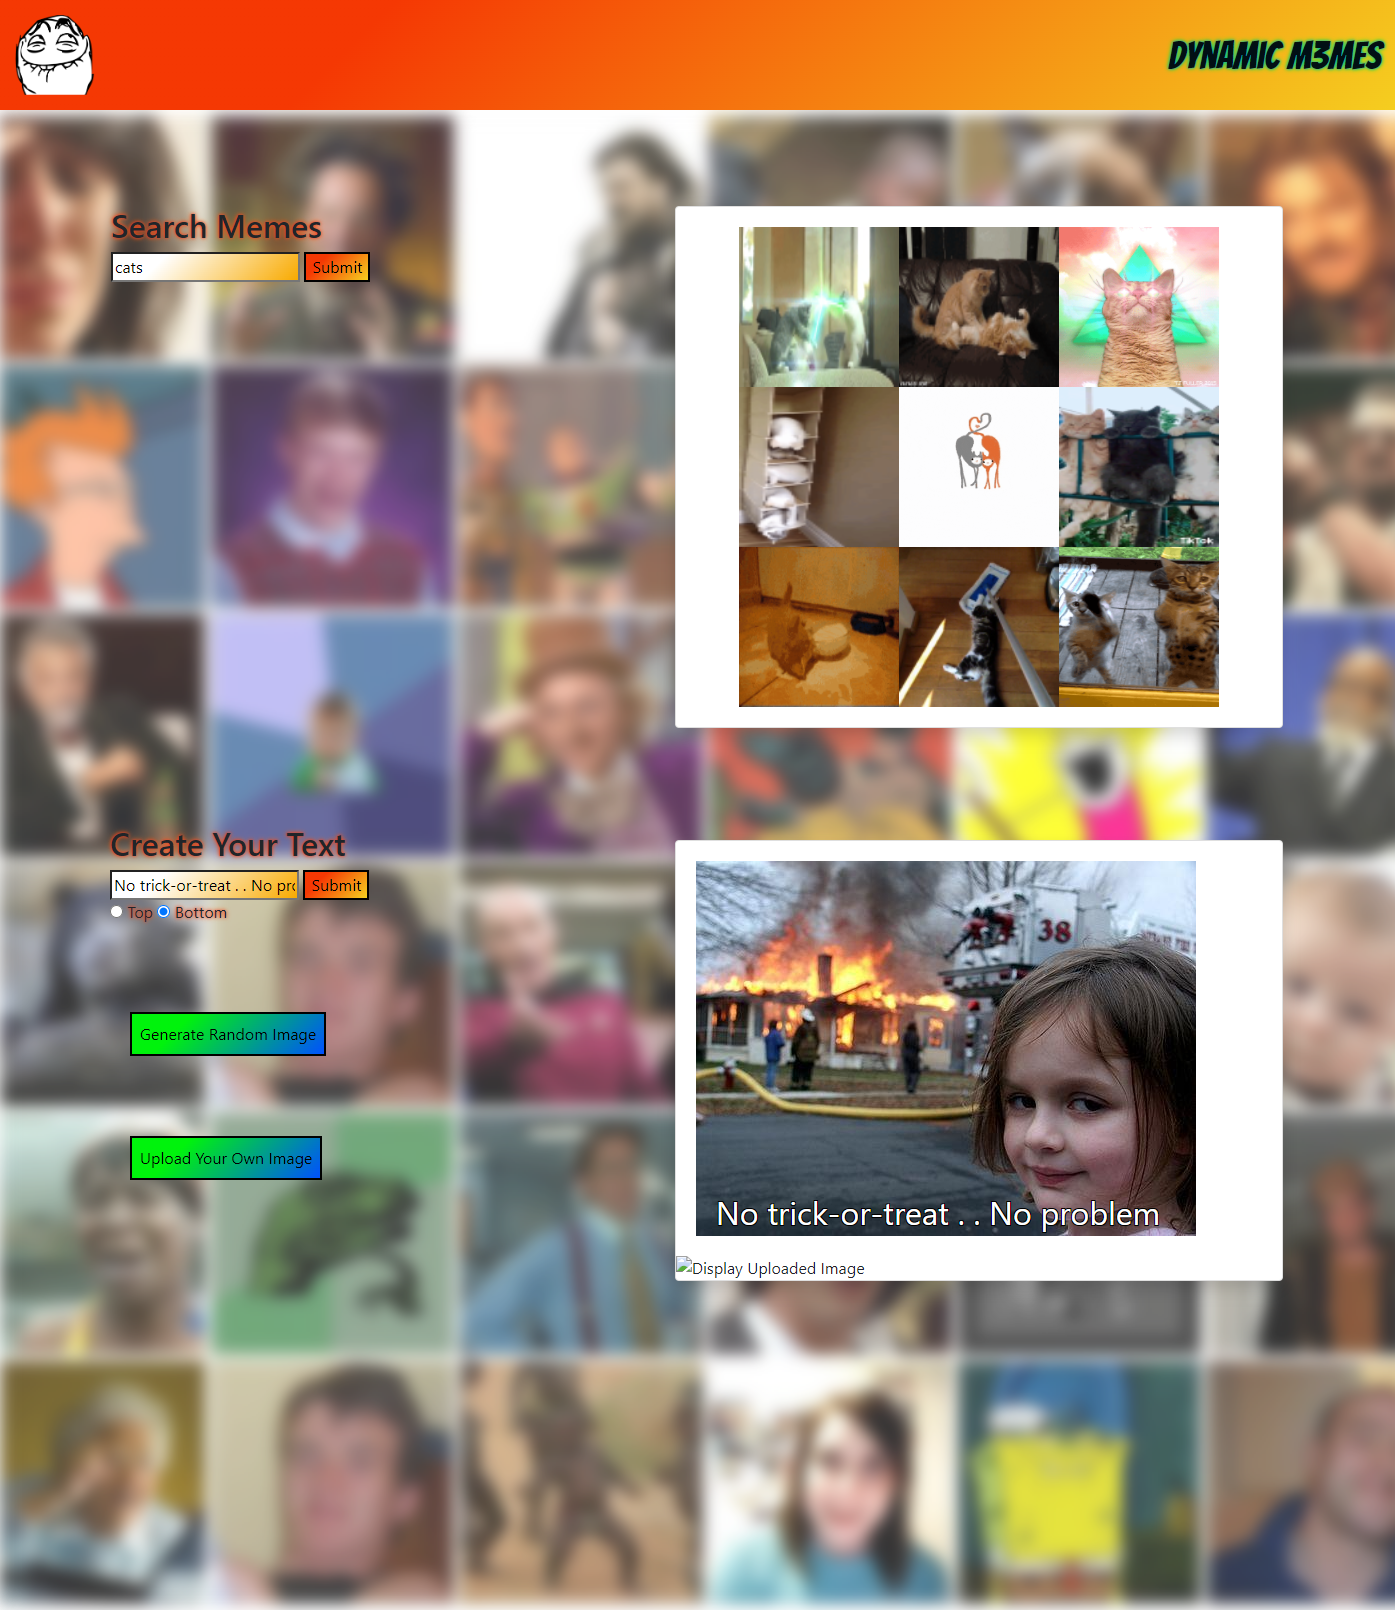 DYNAMIC M3MES
Search Memes
cats
Submit
TikTok
Create Your Text
No trick-or-treat . . No pro
Submit
Top
Bottom
38
Generate Random Image
Upload Your Own Image
No trick-or-treat . . No problem
Display Uploaded Image